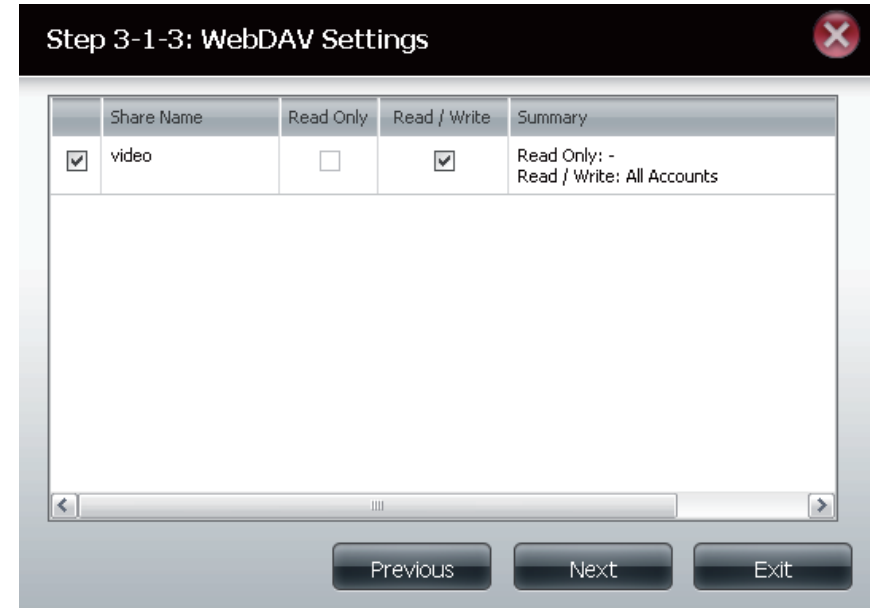 Step 3-1-3: WebDAV Settings
Share Name Read Only Read / Write Summary
video Read Only: -
Read / Write: All Accounts
Previous Next Exit